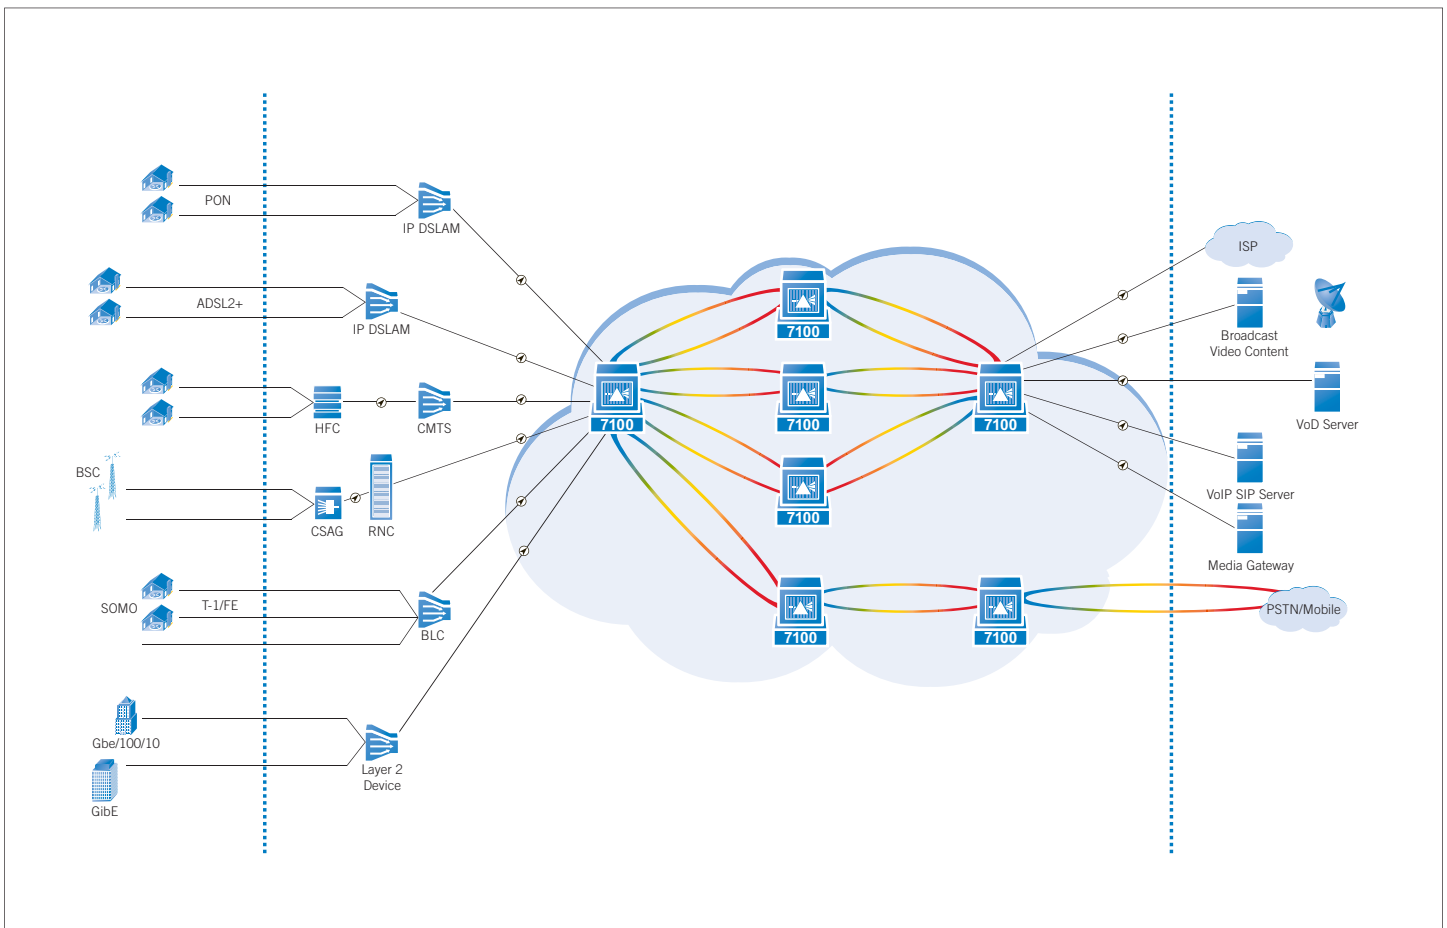 PON
IP DSLAM
ADSL2+
IP DSLAM
HFC
CMTS
BSC
CSAG
RNC
SOMO
T-1/FE
BLC
Gbe/100/10
GibE
Layer 2
Device
7100
7100
7100
7100
7100
7100
7100
ISP
Broadcast
Video Content
VoD Server
VoIP SIP Server
Media Gateway
PSTN/Mobile